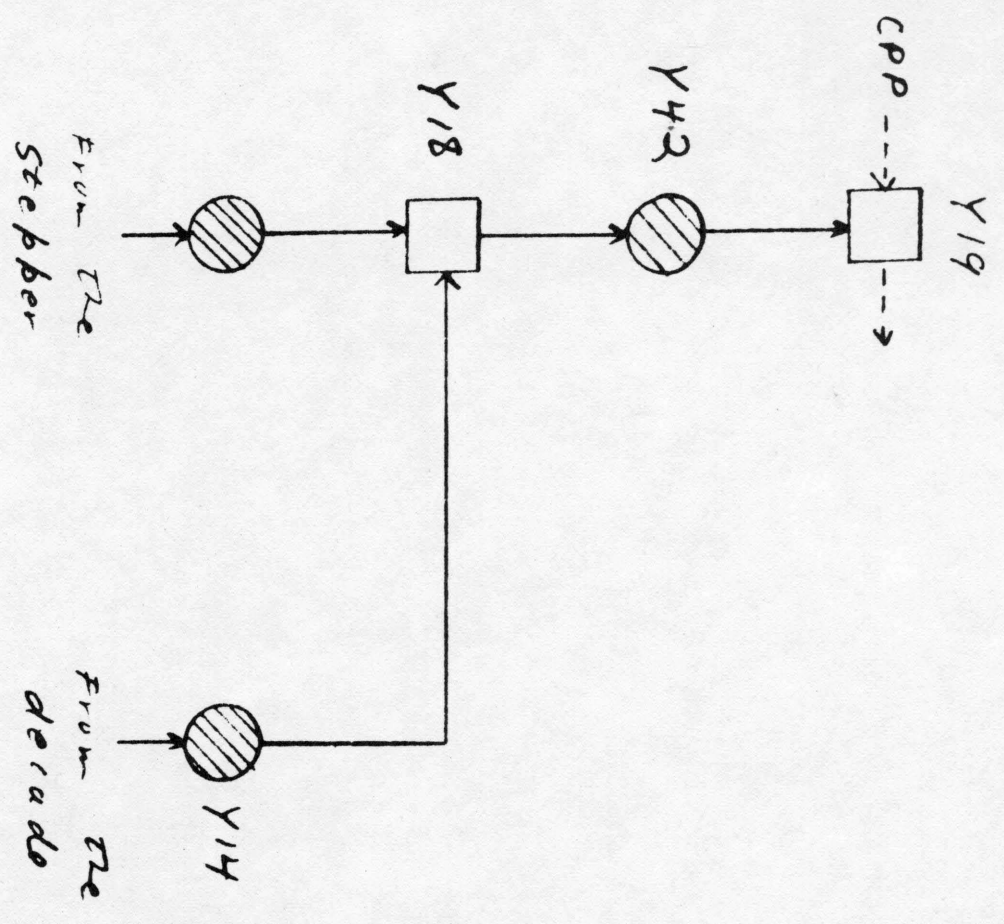 CPP
Y19
Y42
Y18
From the
Stepper
Y14
From the
decade